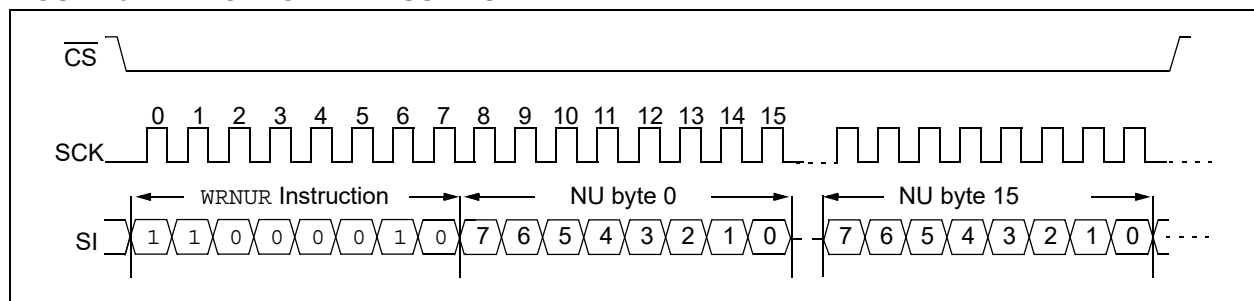 CS
0 1 2 3 4 5 6 7 8 9 10 11 12 13 14 15
SCK
WRNUR Instruction NU byte 0 NU byte 15
SI 1 1 0 0 0 0 1 0 7 6 5 4 3 2 1 0 7 6 5 4 3 2 1 0